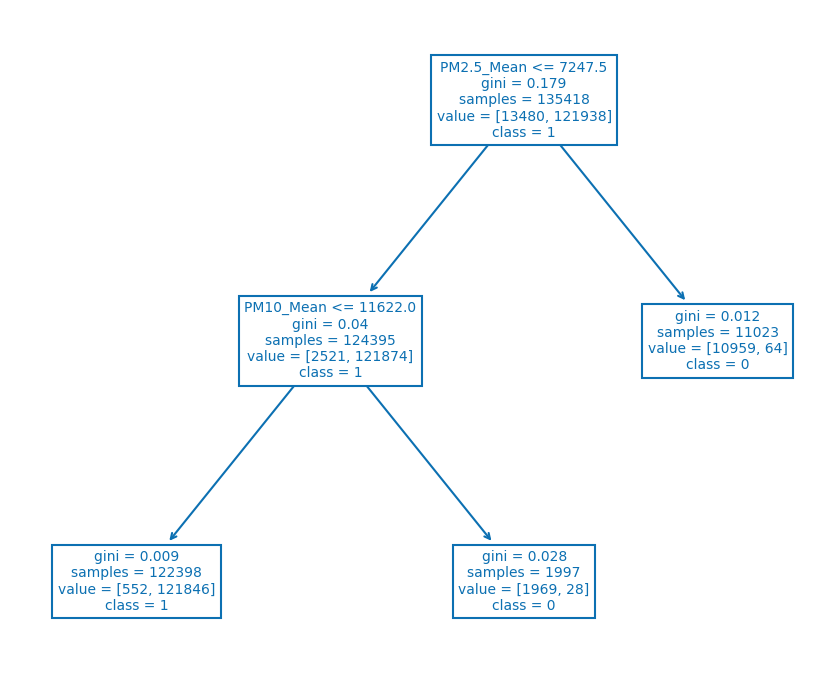 PM2.5_Mean <= 7247.5
gini = 0.179
samples = 135418
value = [13480, 121938]
class = 1
PM10_Mean <= 11622.0
gini = 0.04
samples = 124395
value = [2521, 121874]
class = 1
gini = 0.012
samples = 11023
value = [10959, 64]
class = 0
gini = 0.009
samples = 122398
value = [552, 121846]
class = 1
gini = 0.028
samples = 1997
value = [1969, 28]
class = 0